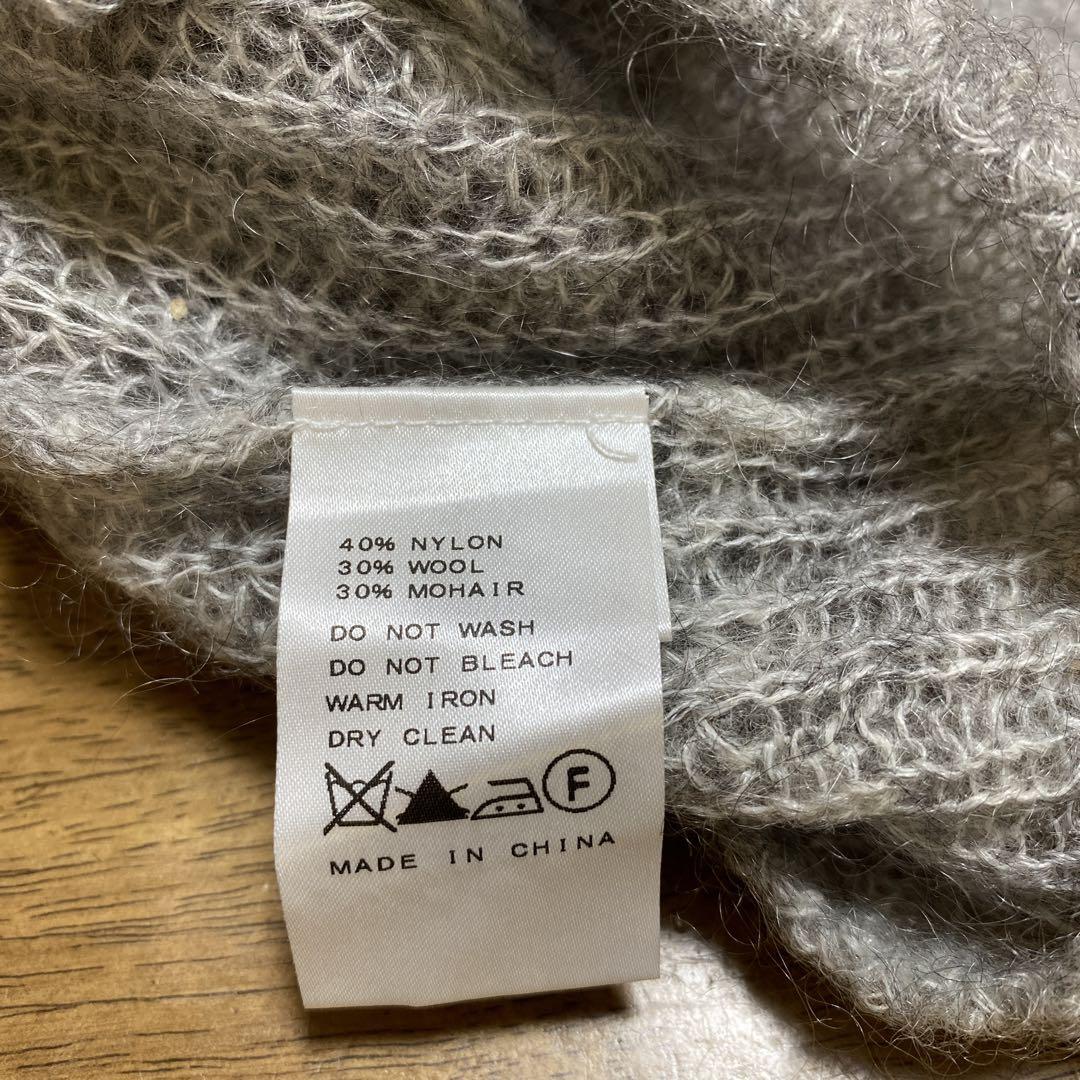 40% NYLON
30% WOOL
30% MOHAIR
DO NOT WASH
DO NOT BLEACH
WARM IRON
DRY CLEAN
F
MADE IN CHINA